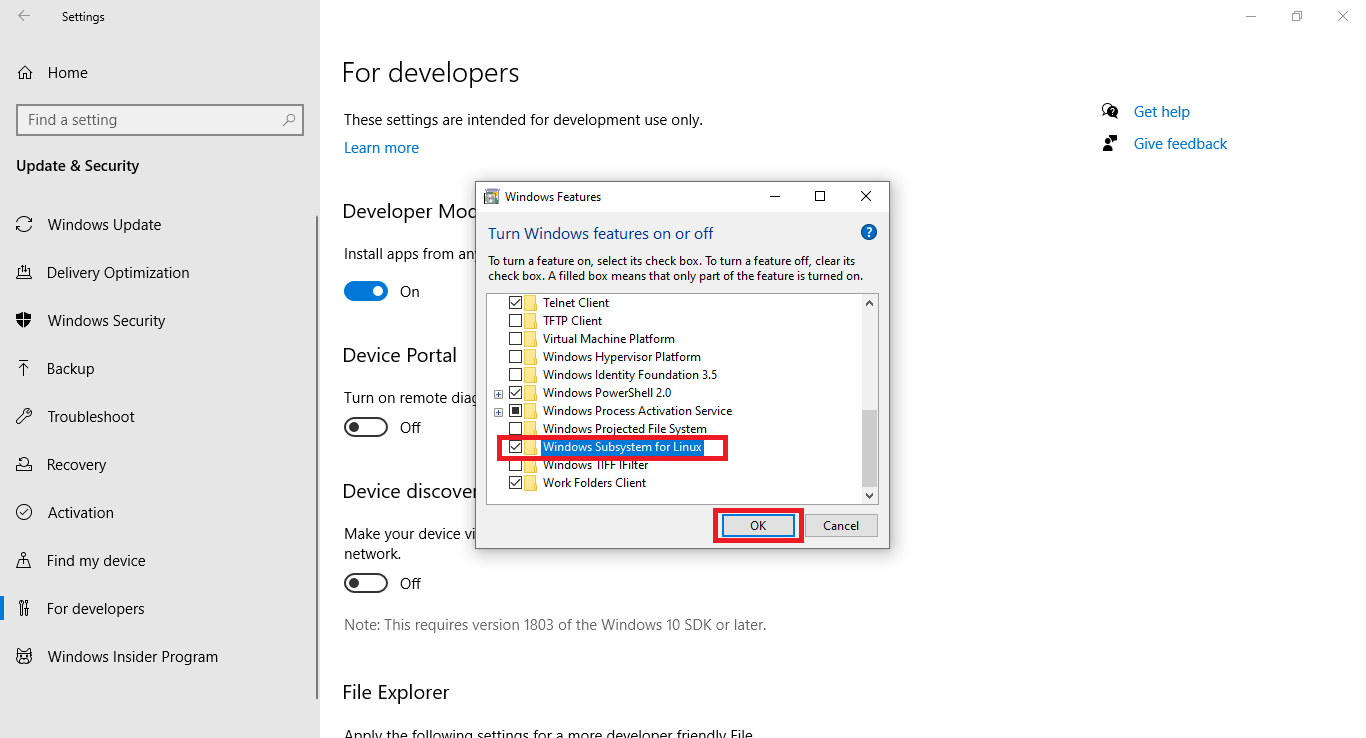 Settings
Home
Find a setting
Update & Security
Windows Update
Delivery Optimization
Windows Security
Backup
Troubleshoot
Recovery
Activation
Find my device
For developers
Windows Insider Program
For developers
These settings are intended for development use only.
Learn more
Developer Mod
Install apps from any
On
Device Portal
Turn on remote diag
Off
Device discover
Make your device vi
network.
Off
Note: This requires version 1803 of the Windows 10 SDK or later.
File Explorer
Apply the following settings for a more developer friendly File
Get help
Give feedback
Windows Features
Turn Windows features on or off
?
To turn a feature on, select its check box. To turn a feature off, clear its
check box. A filled box means that only part of the feature is turned on.
Telnet Client
TFTP Client
Virtual Machine Platform
Windows Hypervisor Platform
Windows Identity Foundation 3.5
Windows PowerShell 2.0
Windows Process Activation Service
Windows Projected File System
Windows Subsystem for Linux
Windows TIFF IFilter
Work Folders Client
OK
Cancel